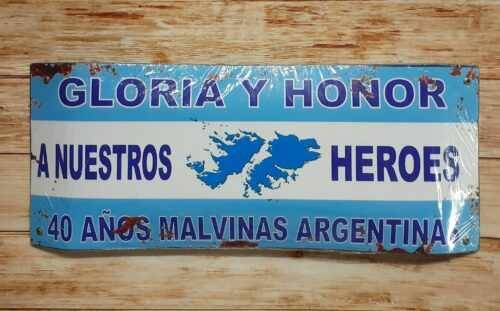 GLORIA Y HONOR
A NUESTROS HEROES
40 AÑOS MALVINAS ARGENTINAS